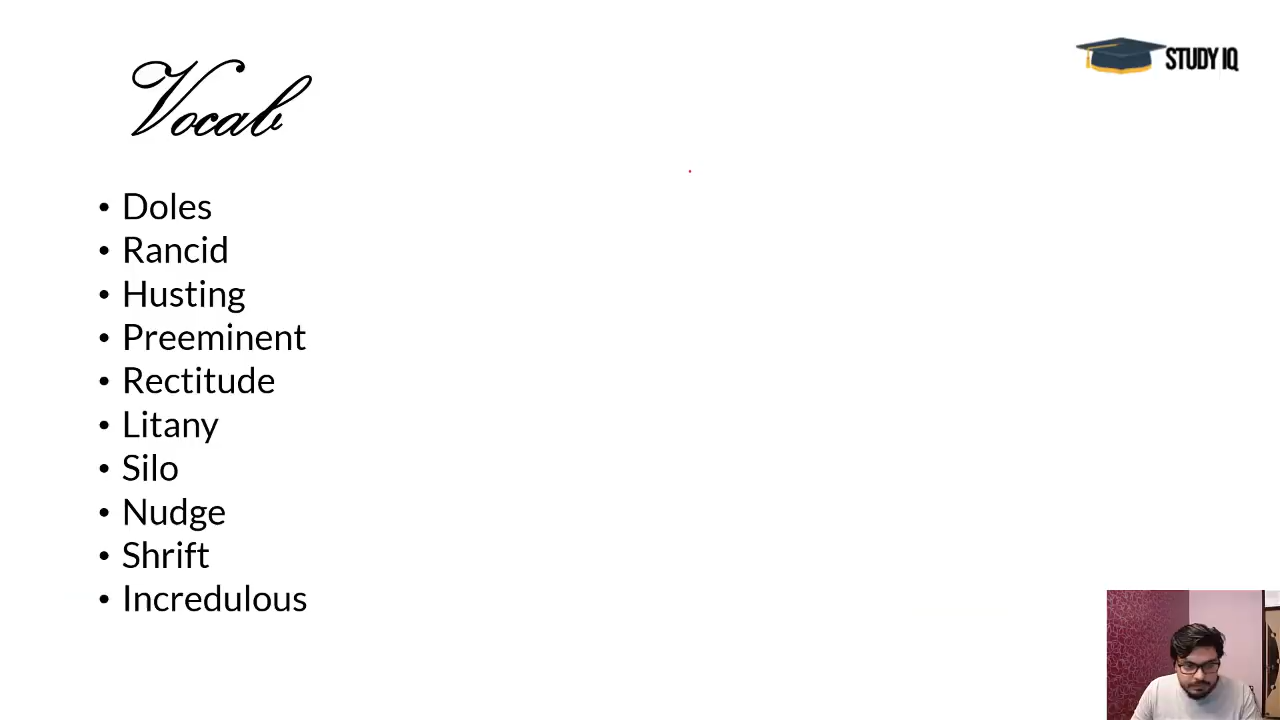 Vocab
STUDY IQ
• Doles
• Rancid
• Husting
• Preeminent
• Rectitude
• Litany
• Silo
• Nudge
• Shrift
• Incredulous